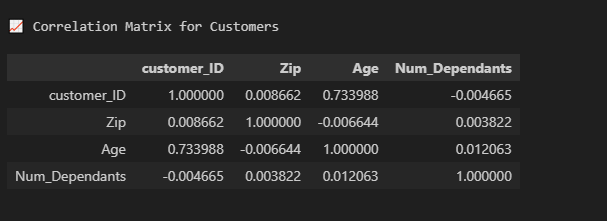 📈 Correlation Matrix for Customers
customer_ID Zip Age Num_Dependants
customer_ID 1.000000 0.008662 0.733988 -0.004665
Zip 0.008662 1.000000 -0.006644 0.003822
Age 0.733988 -0.006644 1.000000 0.012063
Num_Dependants -0.004665 0.003822 0.012063 1.000000